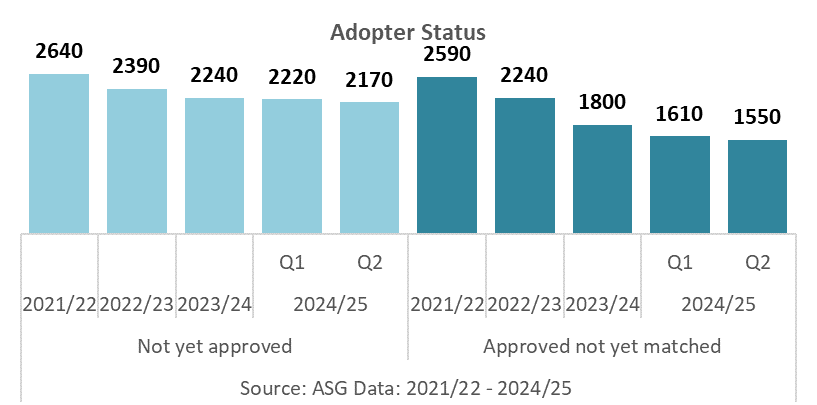 Adopter Status
2640 2390 2240 2220 2170 2590 2240 1800 1610 1550
Q1 Q2 Q1 Q2
2021/22 2022/23 2023/24 2024/25 2021/22 2022/23 2023/24 2024/25
Not yet approved Approved not yet matched
Source: ASG Data: 2021/22 - 2024/25